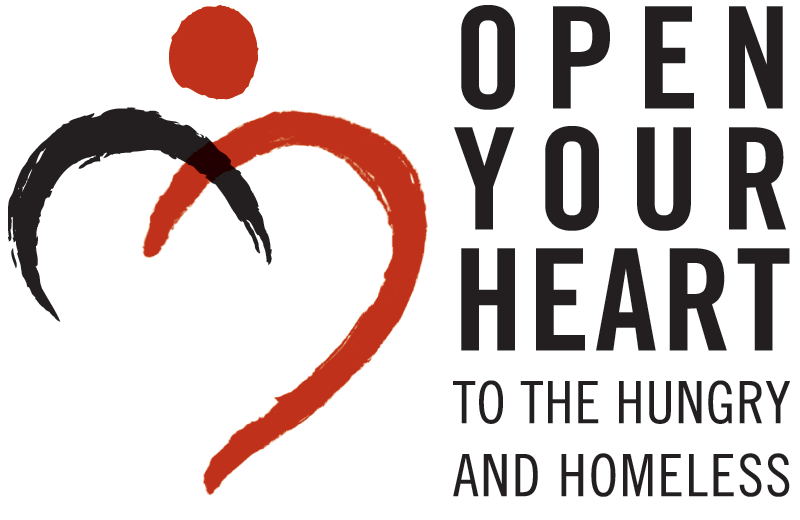 OPEN
YOUR
HEART
TO THE HUNGRY
AND HOMELESS